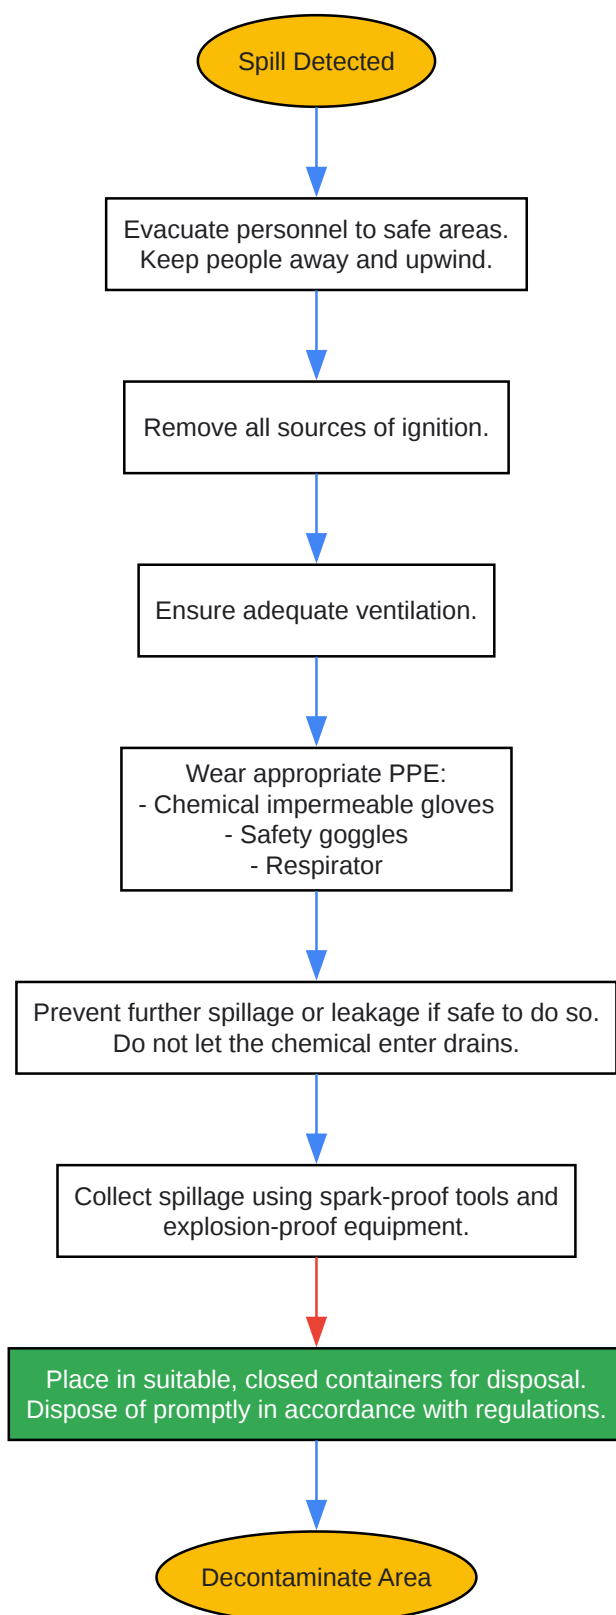 Spill Detected
Evacuate personnel to safe areas.
Keep people away and upwind.
Remove all sources of ignition.
Ensure adequate ventilation.
Wear appropriate PPE:
- Chemical impermeable gloves
- Safety goggles
- Respirator
Prevent further spillage or leakage if safe to do so.
Do not let the chemical enter drains.
Collect spillage using spark-proof tools and
explosion-proof equipment.
Place in suitable, closed containers for disposal.
Dispose of promptly in accordance with regulations.
Decontaminate Area